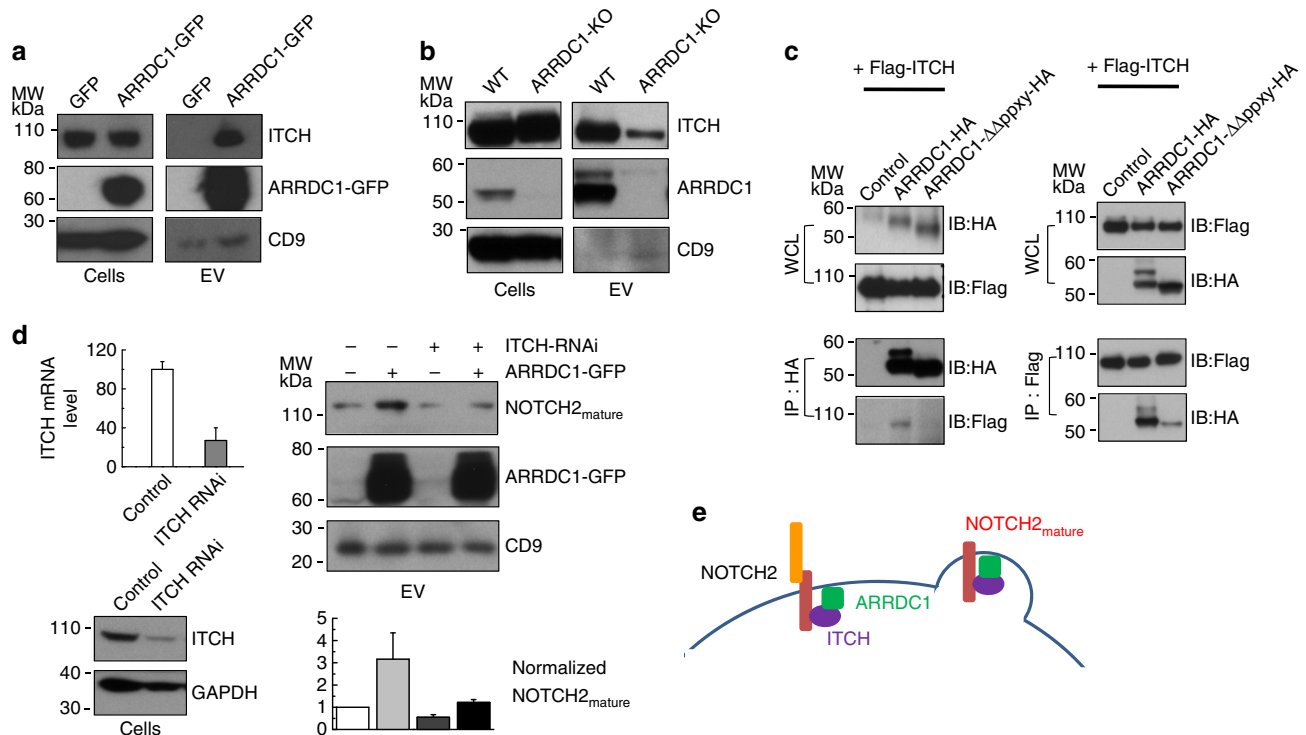 a
MW
kDa
GFP
ARRDC1-GFP
GFP
ARRDC1-GFP
110
ITCH
80
60
ARRDC1-GFP
30
CD9
Cells
EV
b
MW
kDa
WT
ARRDC1-KO
WT
ARRDC1-KO
110
ITCH
60
50
ARRDC1
30
CD9
Cells
EV
c
+ Flag-ITCH
MW
kDa
Control
ARRDC1-HA
ARRDC1-ΔΔppxy-HA
WCL
60
50
IB:HA
110
IB:Flag
IP : HA
60
50
IB:HA
110
IB:Flag
+ Flag-ITCH
MW
kDa
Control
ARRDC1-HA
ARRDC1-ΔΔppxy-HA
WCL
110
IB:Flag
60
50
IB:HA
IP : Flag
110
IB:Flag
60
50
IB:HA
d
ITCH mRNA
level
120
80
40
0
Control
ITCH RNAi
Control
ITCH RNAi
110
ITCH
40
30
GAPDH
Cells
MW
kDa
– – + + ITCH-RNAi
– + – + ARRDC1-GFP
110
NOTCH2mature
80
60
ARRDC1-GFP
30
20
CD9
EV
5
4
3
2
1
0
Normalized
NOTCH2mature
e
NOTCH2
ARRDC1
ITCH
NOTCH2mature